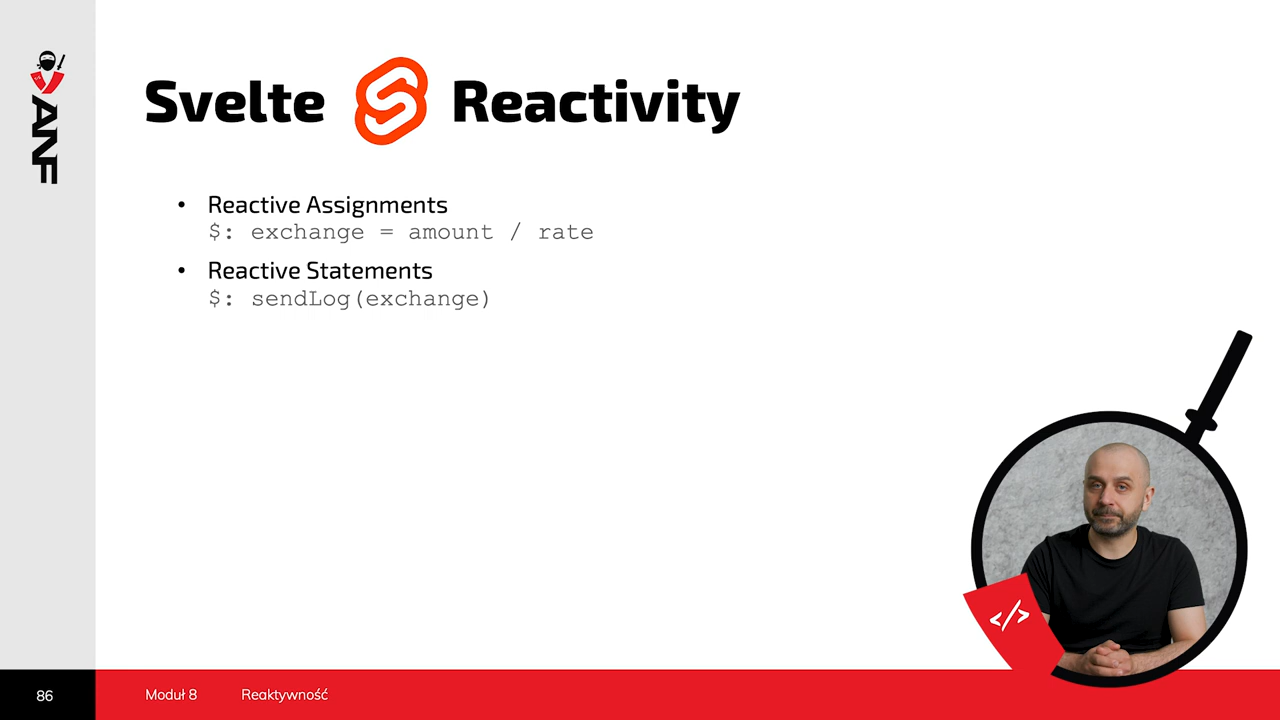 ANF
Svelte Reactivity
• Reactive Assignments
$: exchange = amount / rate
• Reactive Statements
$: sendLog(exchange)
</>
86 Moduł 8 Reaktywność